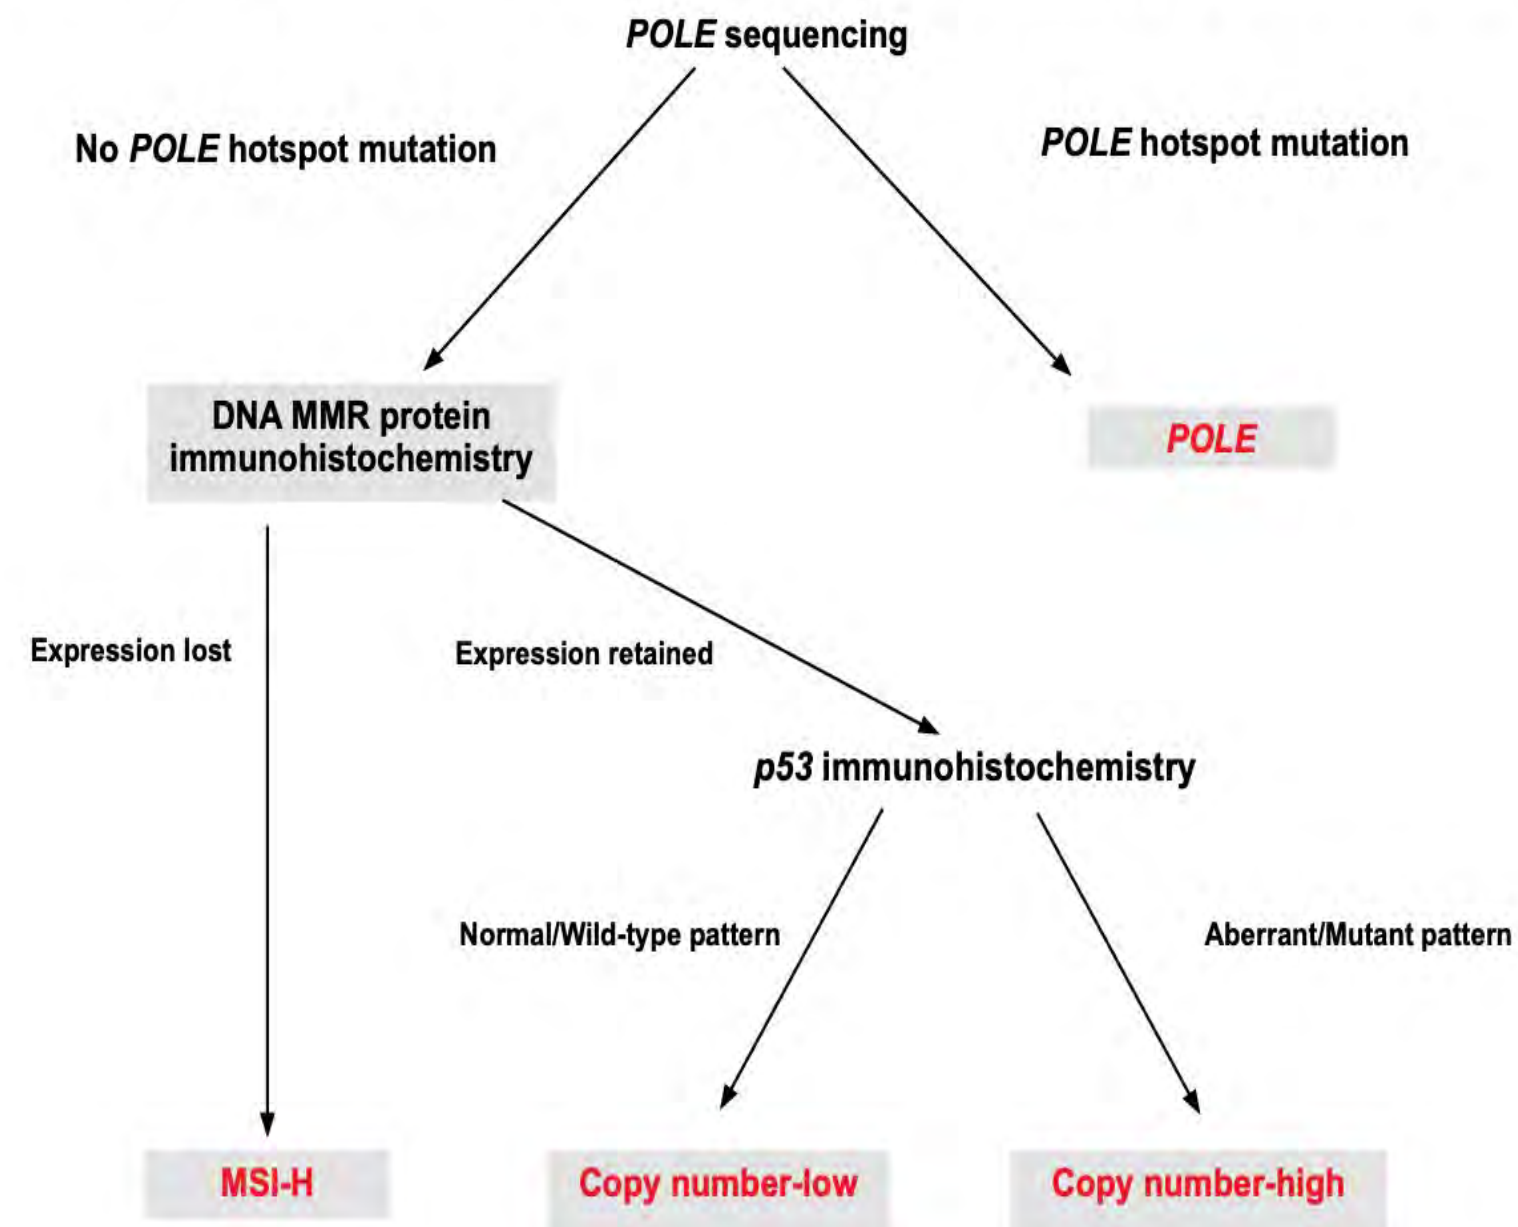 POLE sequencing
No POLE hotspot mutation
POLE hotspot mutation
DNA MMR protein
immunohistochemistry
POLE
Expression lost
Expression retained
p53 immunohistochemistry
Normal/Wild-type pattern
Aberrant/Mutant pattern
MSI-H
Copy number-low
Copy number-high